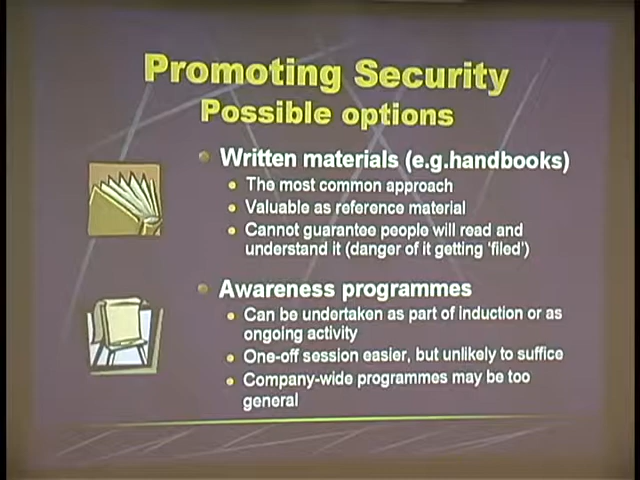 Promoting Security
Possible options
Written materials (e.g.handbooks)
The most common approach
Valuable as reference material
Cannot guarantee people will read and
understand it (danger of it getting 'filed')
Awareness programmes
Can be undertaken as part of induction or as
ongoing activity
One-off session easier, but unlikely to suffice
Company-wide programmes may be too
general